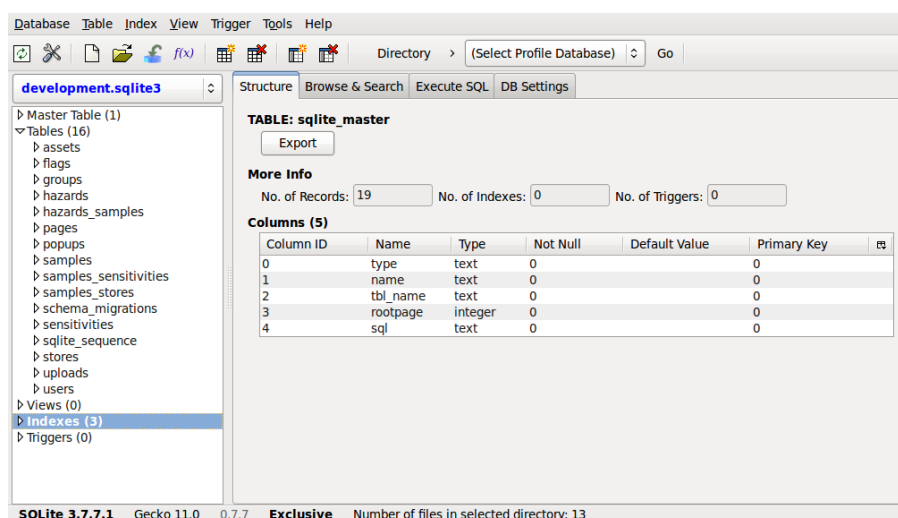 Database Table Index View Trigger Tools Help
f(x) Directory > (Select Profile Database) Go
development.sqlite3
Structure Browse & Search Execute SQL DB Settings
Master Table (1)
Tables (16)
assets
flags
groups
hazards
hazards_samples
pages
popups
samples
samples_sensitivities
samples_stores
schema_migrations
sensitivities
sqlite_sequence
stores
uploads
users
Views (0)
Indexes (3)
Triggers (0)
TABLE: sqlite_master
Export
More Info
No. of Records: 19 No. of Indexes: 0 No. of Triggers: 0
Columns (5)
Column ID Name Type Not Null Default Value Primary Key
0 type text 0 0
1 name text 0 0
2 tbl_name text 0 0
3 rootpage integer 0 0
4 sql text 0 0
SQLite 3.7.7.1 Gecko 11.0 0.7.7 Exclusive Number of files in selected directory: 13